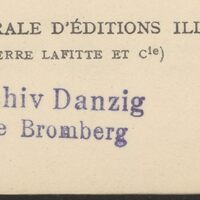 RALE D'ÉDITIONS ILL
ERRE LAFITTE ET Cie)
hiv Danzig
e Bromberg